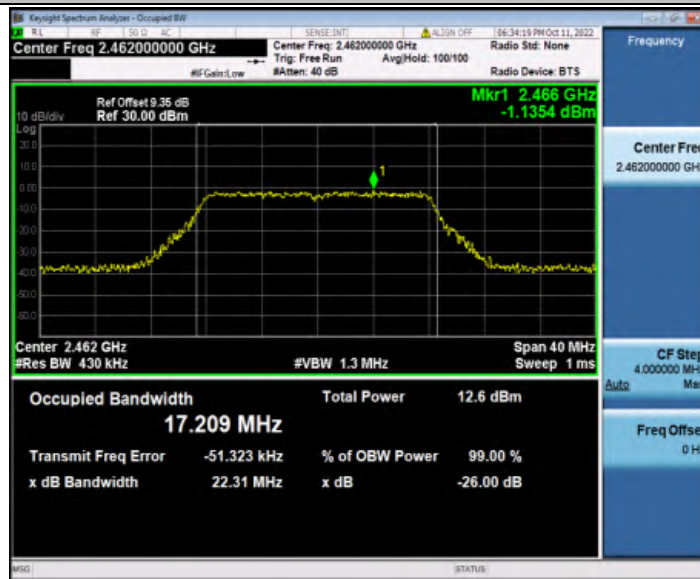 Keysight Spectrum Analyzer - Occupied BW
RL RF 50 Ω AC SENSE:INT ALIGN OFF 06:34:19 PM Oct 11, 2022
Center Freq 2.462000000 GHz Center Freq: 2.462000000 GHz Radio Std: None Frequency
Trig: Free Run Avg|Hold: 100/100
#IFGain:Low #Atten: 40 dB Radio Device: BTS
Ref Offset 9.35 dB Mkr1 2.466 GHz
10 dB/div Ref 30.00 dBm -1.1354 dBm
Log
20.0
10.0
1
0.00
-10.0
-20.0
-30.0
-40.0
-50.0
-60.0
Center 2.462 GHz Span 40 MHz
#Res BW 430 kHz #VBW 1.3 MHz Sweep 1 ms
Occupied Bandwidth Total Power 12.6 dBm
17.209 MHz
Transmit Freq Error -51.323 kHz % of OBW Power 99.00 %
x dB Bandwidth 22.31 MHz x dB -26.00 dB
Center Fre
2.462000000 GH
CF Ste
4.000000 MH
Auto Ma
Freq Offse
0 H
MSG STATUS